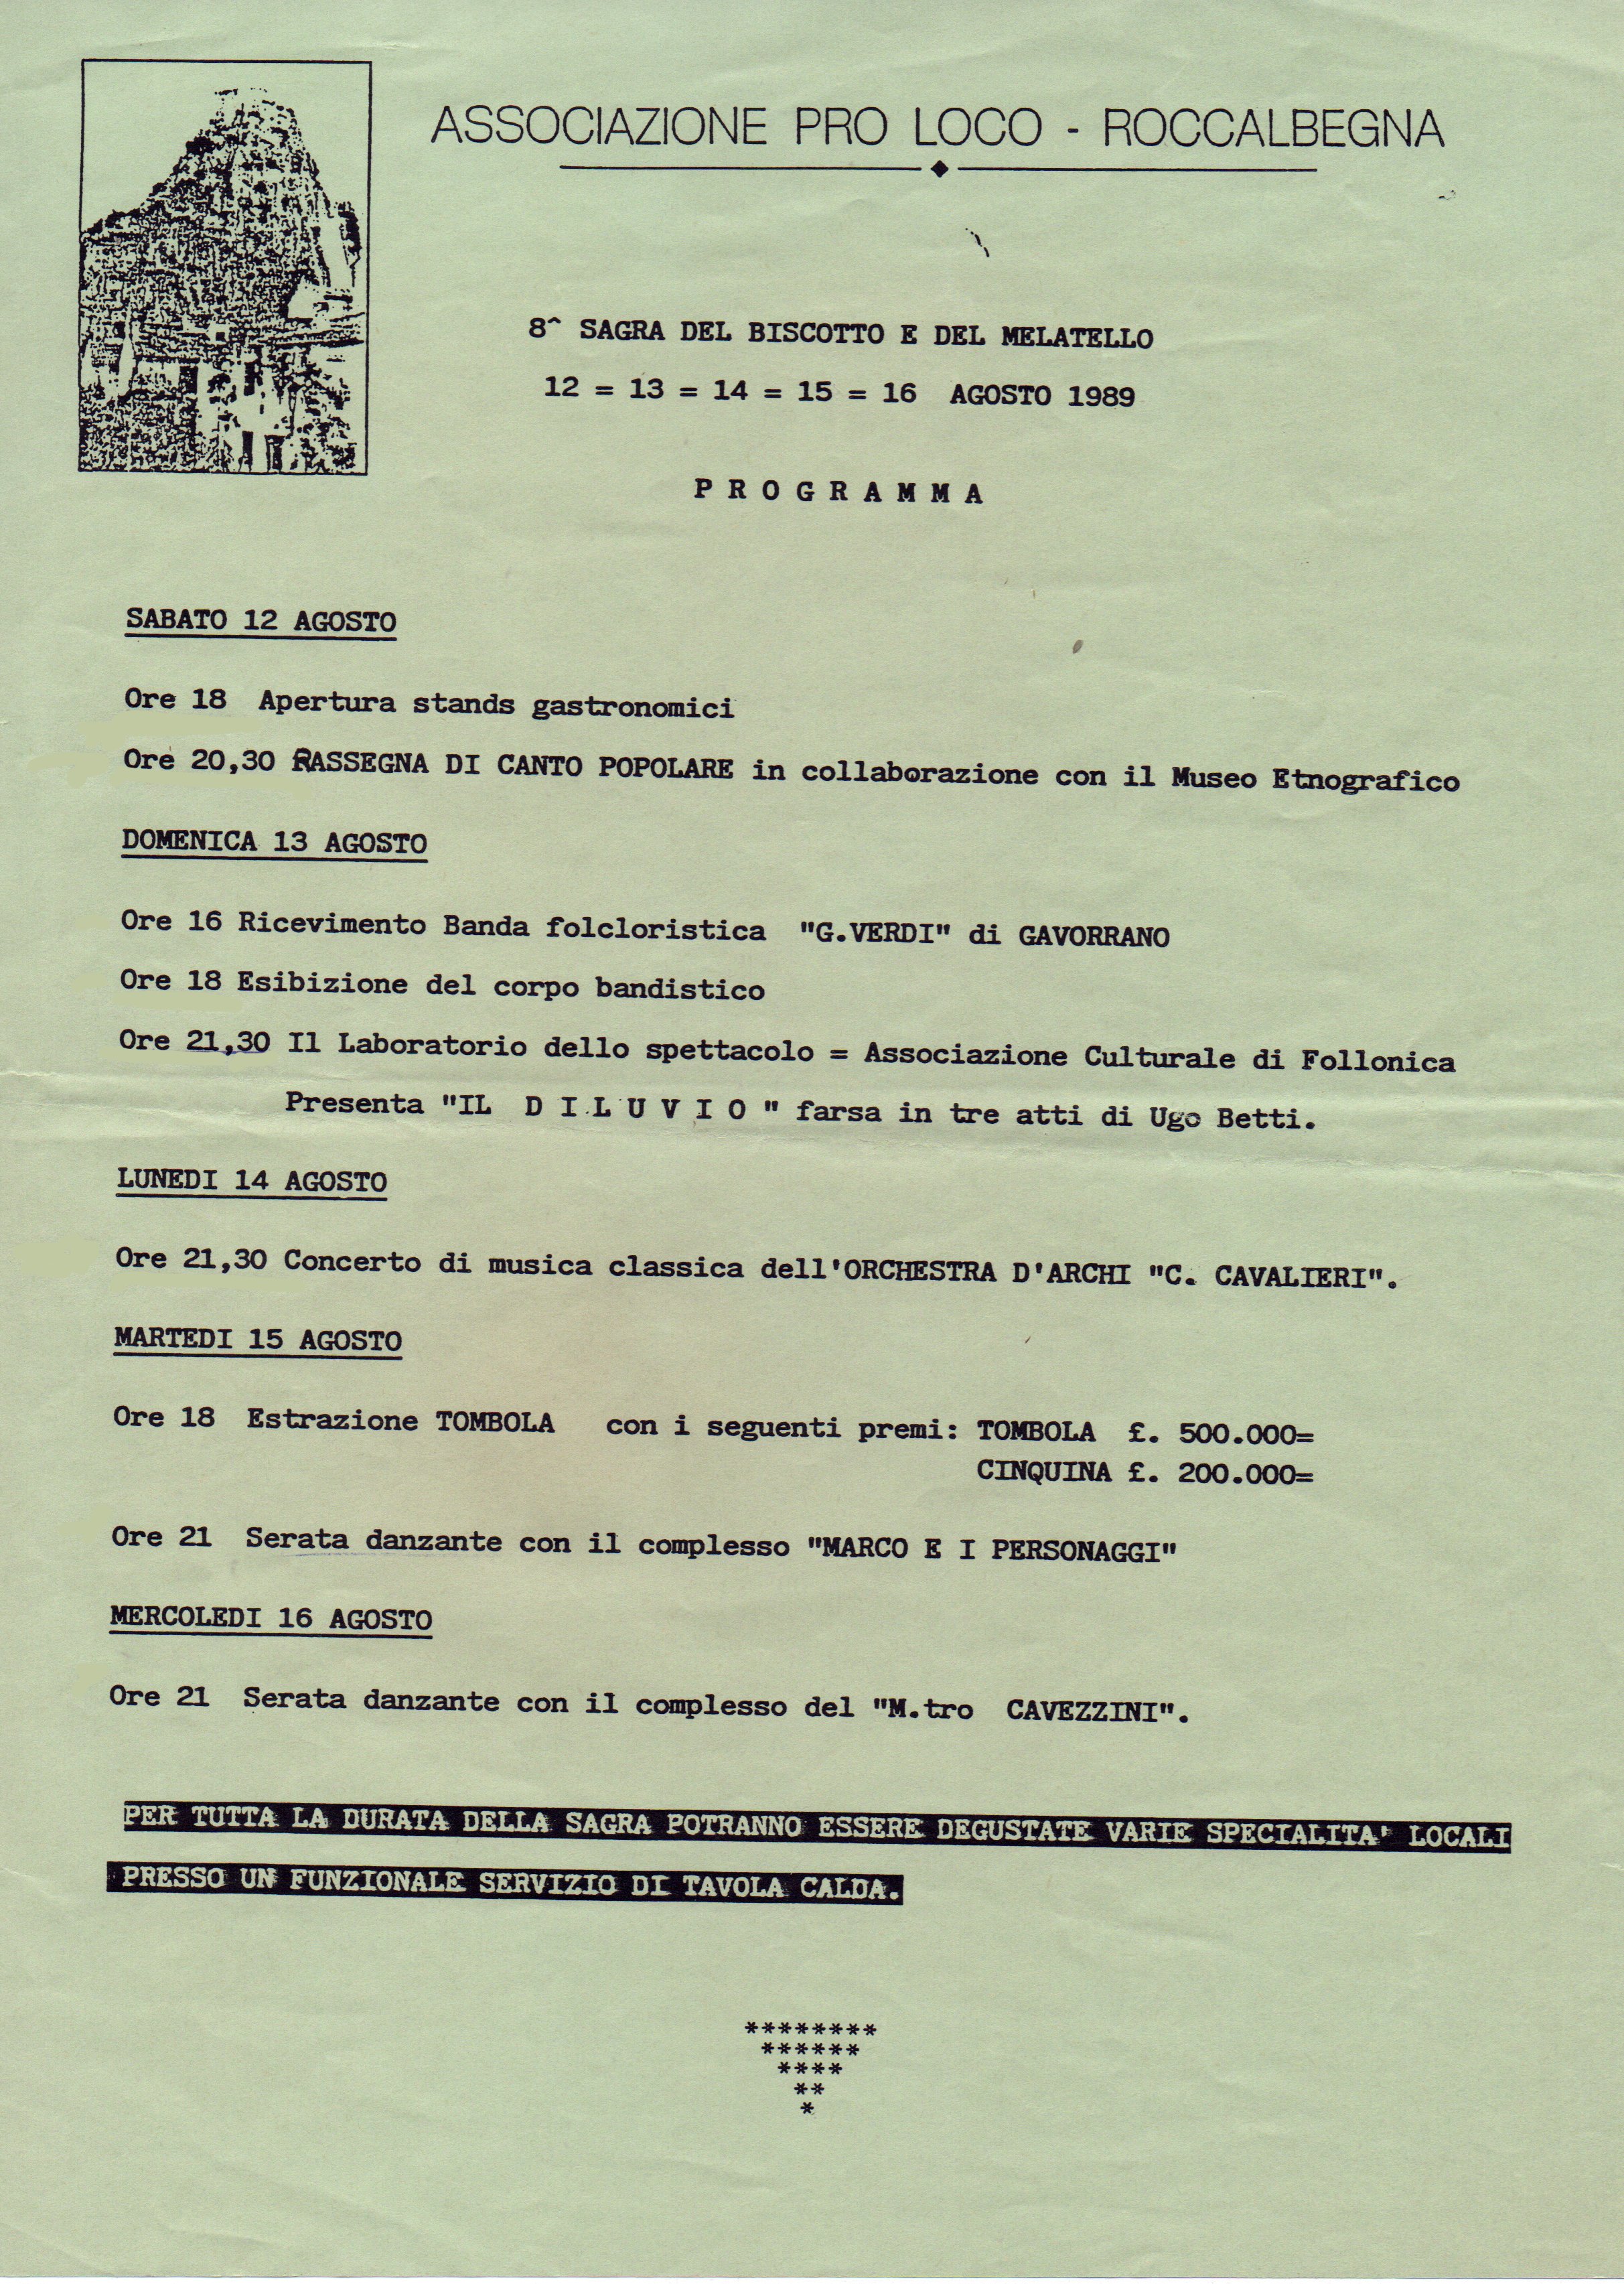 ASSOCIAZIONE PRO LOCO - ROCCALBEGNA
8^ SAGRA DEL BISCOTTO E DEL MELATELLO
12 = 13 = 14 = 15 = 16 AGOSTO 1989
P R O G R A M M A
SABATO 12 AGOSTO
Ore 18 Apertura stands gastronomici
Ore 20,30 RASSEGNA DI CANTO POPOLARE in collaborazione con il Museo Etnografico
DOMENICA 13 AGOSTO
Ore 16 Ricevimento Banda folcloristica "G.VERDI" di GAVORRANO
Ore 18 Esibizione del corpo bandistico
Ore 21,30 Il Laboratorio dello spettacolo = Associazione Culturale di Follonica
Presenta "IL D I L U V I O " farsa in tre atti di Ugo Betti.
LUNEDI 14 AGOSTO
Ore 21,30 Concerto di musica classica dell'ORCHESTRA D'ARCHI "C. CAVALIERI".
MARTEDI 15 AGOSTO
Ore 18 Estrazione TOMBOLA con i seguenti premi: TOMBOLA £. 500.000=
CINQUINA £. 200.000=
Ore 21 Serata danzante con il complesso "MARCO E I PERSONAGGI"
MERCOLEDI 16 AGOSTO
Ore 21 Serata danzante con il complesso del "M.tro CAVEZZINI".
PER TUTTA LA DURATA DELLA SAGRA POTRANNO ESSERE DEGUSTATE VARIE SPECIALITA' LOCALI
PRESSO UN FUNZIONALE SERVIZIO DI TAVOLA CALDA.
********
******
****
**
*